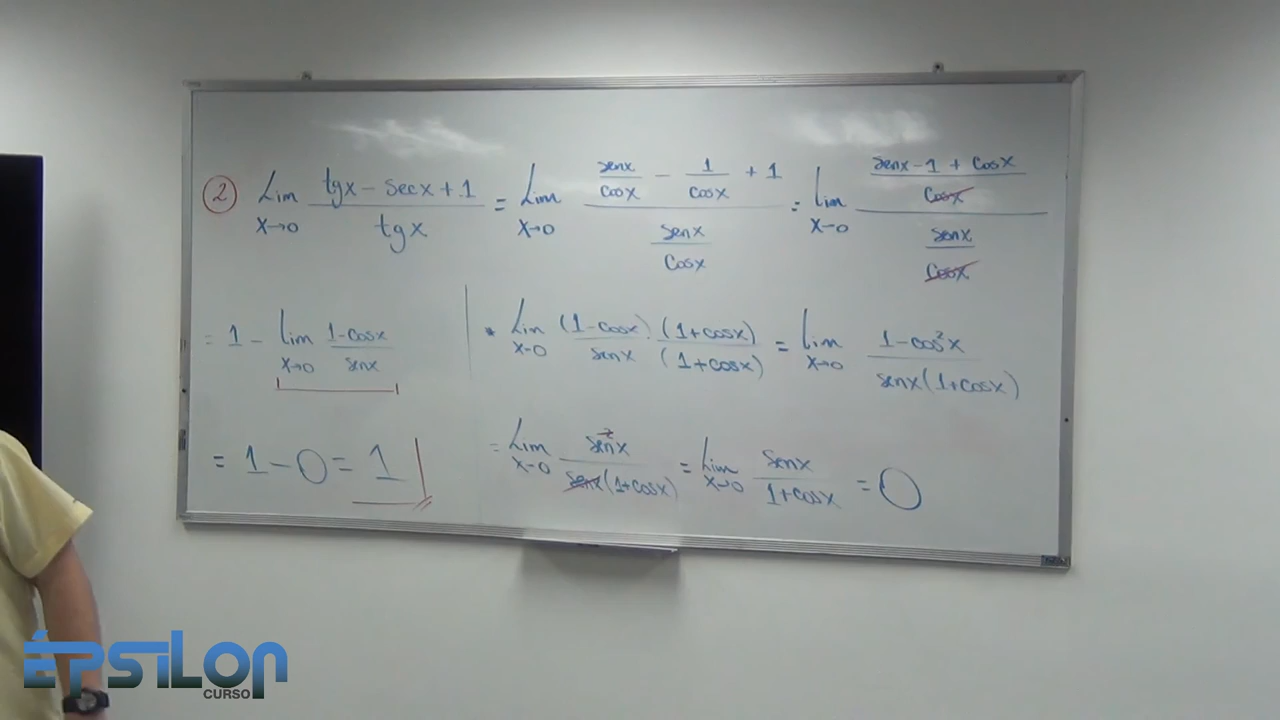 ② Lim x→0 (tgx - secx + 1)/(tgx) = Lim x→0 (senx/cosx - 1/cosx + 1)/(senx/cosx) = Lim x→0 ((senx - 1 + cosx)/cosx)/(senx/cosx)
= 1 - Lim x→0 (1-cosx)/(senx)
• Lim x→0 (1-cosx)/senx · (1+cosx)/(1+cosx) = Lim x→0 (1-cos²x)/(senx(1+cosx))
= Lim x→0 (sen²x)/(senx(1+cosx)) = Lim x→0 (senx)/(1+cosx) = 0
= 1 - 0 = 1
ÉPSILON
CURSO